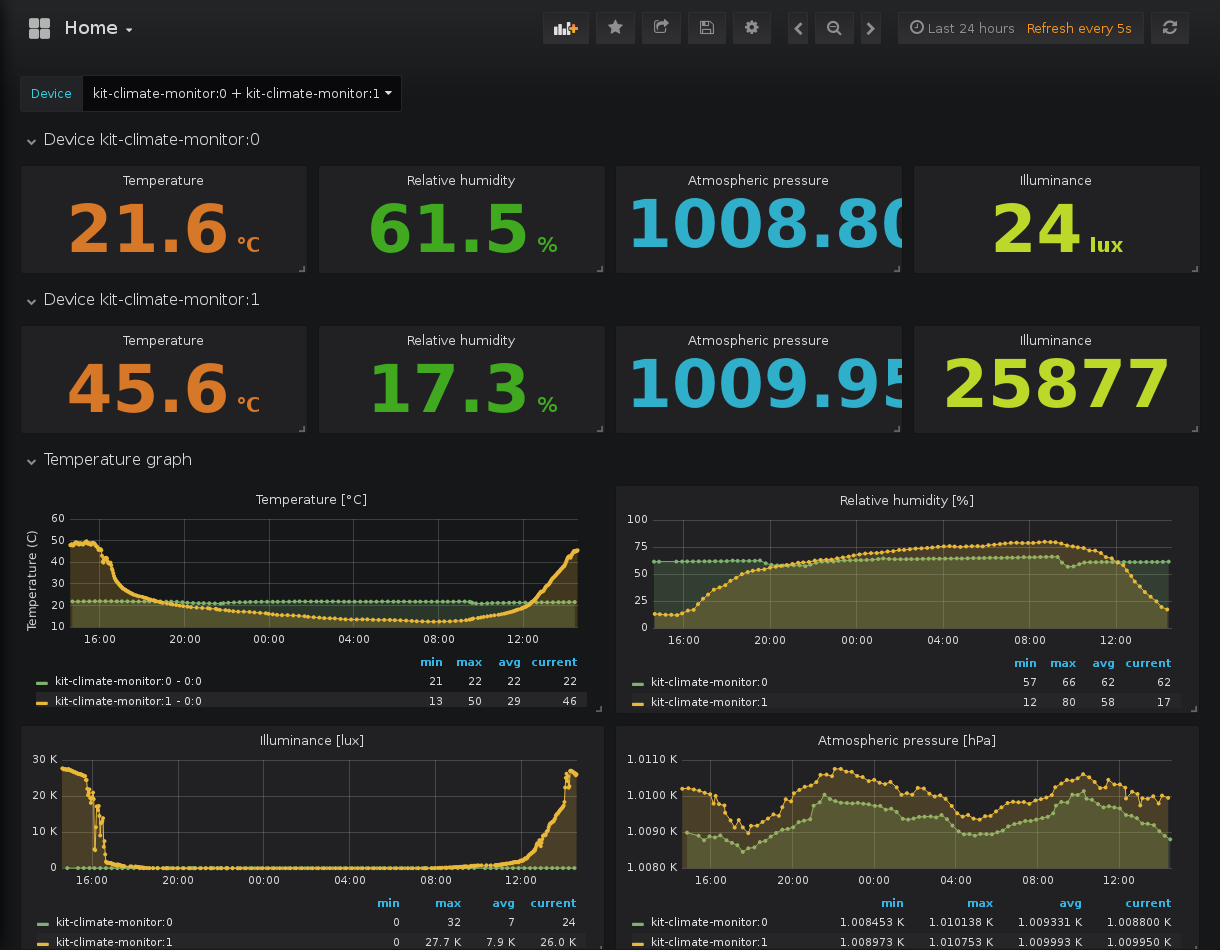 Home
Last 24 hours Refresh every 5s
Device kit-climate-monitor:0 + kit-climate-monitor:1
Device kit-climate-monitor:0
Temperature Relative humidity Atmospheric pressure Illuminance
21.6 °C 61.5 % 1008.80 24 lux
Device kit-climate-monitor:1
Temperature Relative humidity Atmospheric pressure Illuminance
45.6 °C 17.3 % 1009.95 25877
Temperature graph
Temperature [°C]
Temperature (C)
60
50
40
30
20
10
16:00 20:00 00:00 04:00 08:00 12:00
min max avg current
kit-climate-monitor:0 - 0:0 21 22 22 22
kit-climate-monitor:1 - 0:0 13 50 29 46
Relative humidity [%]
100
75
50
25
0
16:00 20:00 00:00 04:00 08:00 12:00
min max avg current
kit-climate-monitor:0 57 66 62 62
kit-climate-monitor:1 12 80 58 17
Illuminance [lux]
30 K
20 K
10 K
0
16:00 20:00 00:00 04:00 08:00 12:00
min max avg current
kit-climate-monitor:0 0 32 7 24
kit-climate-monitor:1 0 27.7 K 7.9 K 26.0 K
Atmospheric pressure [hPa]
1.0110 K
1.0100 K
1.0090 K
1.0080 K
16:00 20:00 00:00 04:00 08:00 12:00
min max avg current
kit-climate-monitor:0 1.008453 K 1.010138 K 1.009331 K 1.008800 K
kit-climate-monitor:1 1.008973 K 1.010753 K 1.009993 K 1.009950 K